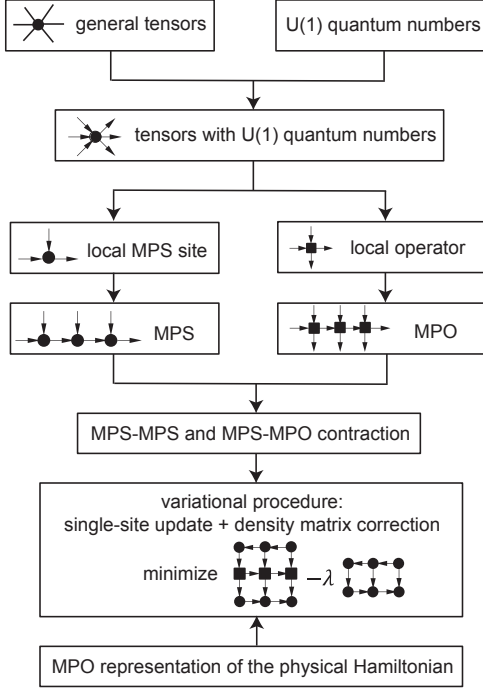 general tensors
U(1) quantum numbers
tensors with U(1) quantum numbers
local MPS site
local operator
MPS
MPO
MPS-MPS and MPS-MPO contraction
variational procedure:
single-site update + density matrix correction
minimize −λ
MPO representation of the physical Hamiltonian